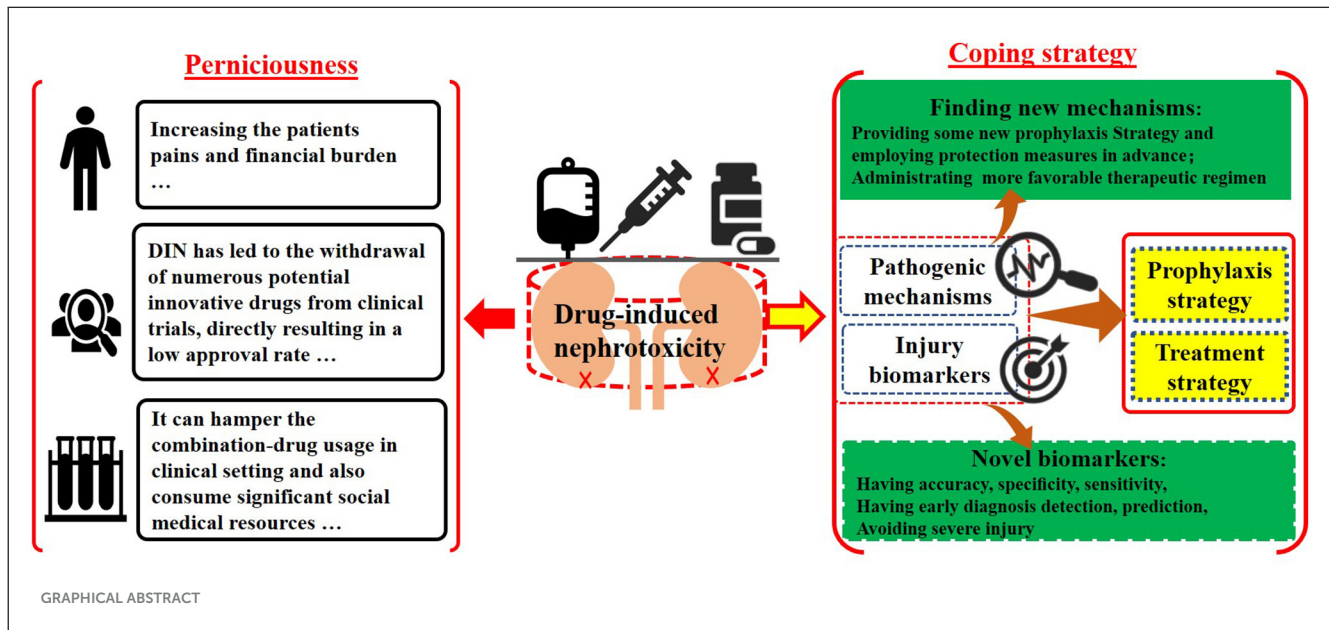 Perniciousness
Increasing the patients
pains and financial burden
…
DIN has led to the withdrawal
of numerous potential
innovative drugs from clinical
trials, directly resulting in a
low approval rate …
It can hamper the
combination-drug usage in
clinical setting and also
consume significant social
medical resources …
Drug-induced
nephrotoxicity
Coping strategy
Finding new mechanisms:
Providing some new prophylaxis Strategy and
employing protection measures in advance;
Administrating more favorable therapeutic regimen
Pathogenic
mechanisms
Injury
biomarkers
Prophylaxis
strategy
Treatment
strategy
Novel biomarkers:
Having accuracy, specificity, sensitivity,
Having early diagnosis detection, prediction,
Avoiding severe injury
GRAPHICAL ABSTRACT